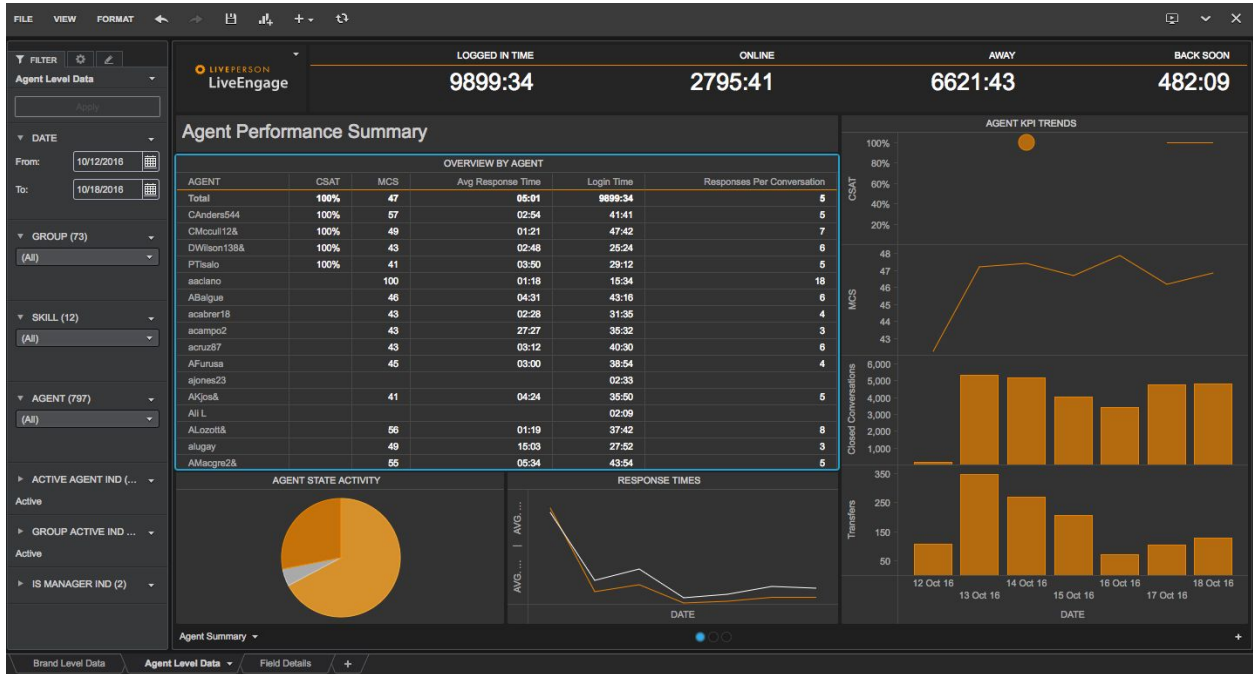 FILE VIEW FORMAT
FILTER
Agent Level Data
Apply
DATE
From: 10/12/2016
To: 10/18/2016
GROUP (73)
(All)
SKILL (12)
(All)
AGENT (797)
(All)
ACTIVE AGENT IND (...
Active
GROUP ACTIVE IND ...
Active
IS MANAGER IND (2)
LIVEPERSON
LiveEngage
LOGGED IN TIME ONLINE AWAY BACK SOON
9899:34 2795:41 6621:43 482:09
Agent Performance Summary
OVERVIEW BY AGENT
AGENT CSAT MCS Avg Response Time Login Time Responses Per Conversation
Total 100% 47 05:01 9899:34 5
CAnders544 100% 57 02:54 41:41 5
CMccull12& 100% 49 01:21 47:42 7
DWilson138& 100% 43 02:48 25:24 6
PTisalo 100% 41 03:50 29:12 5
aaciano 100 01:18 15:34 18
ABaigue 46 04:31 43:16 6
acabrer18 43 02:28 31:35 4
acampo2 43 27:27 35:32 3
acruz87 43 03:12 40:30 6
AFurusa 45 03:00 38:54 4
ajones23 02:33
AKjos& 41 04:24 35:50 5
Ali L 02:09
ALozott& 56 01:19 37:42 8
alugay 49 15:03 27:52 3
AMacgre2& 55 05:34 43:54 5
AGENT STATE ACTIVITY
RESPONSE TIMES
AVG. ... | AVG. ...
DATE
AGENT KPI TRENDS
CSAT
100%
80%
60%
40%
20%
MCS
48
47
46
45
44
43
Closed Conversations
6,000
5,000
4,000
3,000
2,000
1,000
Transfers
350
250
150
50
12 Oct 16 14 Oct 16 16 Oct 16 18 Oct 16
13 Oct 16 15 Oct 16 17 Oct 16
DATE
Agent Summary
+
Brand Level Data Agent Level Data Field Details +